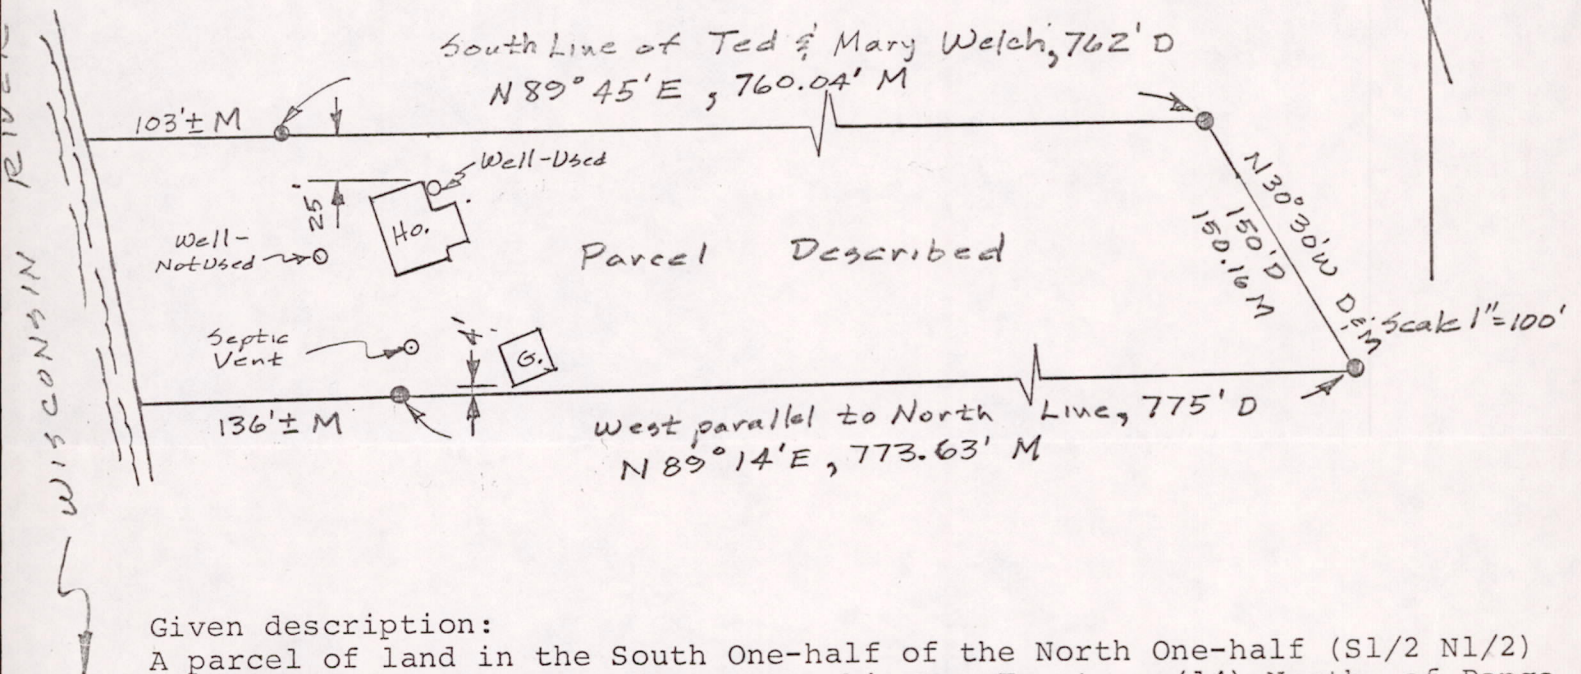 South Line of Ted & Mary Welch, 762' D
N 89° 45' E , 760.04' M
103'± M
Well-Used
25'
Ho.
Well-
Not Used
Parcel Described
N 30° 30' W D & M
150' D
150.16 M
Scale 1"=100'
Septic
Vent
4'
G.
136'± M
West parallel to North Line, 775' D
N 89° 14' E , 773.63' M
WISCONSIN RIVER
Given description:
A parcel of land in the South One-half of the North One-half (S1/2 N1/2)